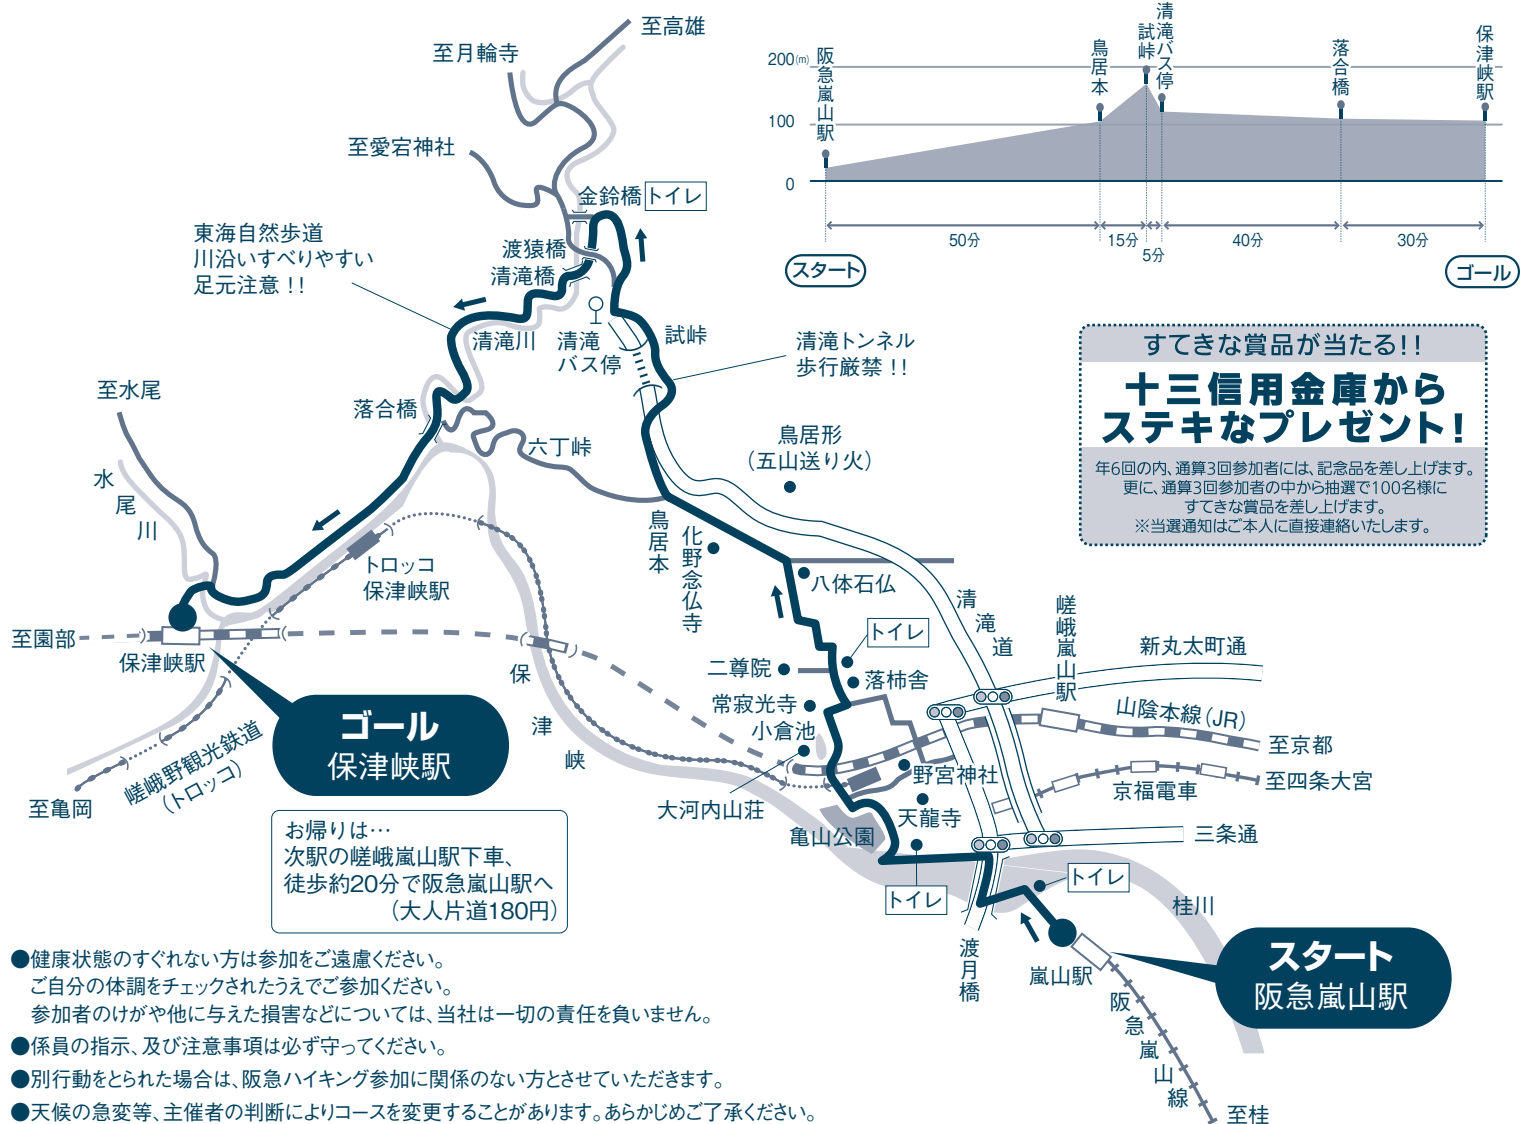 至高雄
至月輪寺
至愛宕神社
金鈴橋
トイレ
東海自然歩道
川沿いすべりやすい
足元注意!!
渡猿橋
清滝橋
清滝川
清滝
バス停
試峠
清滝トンネル
歩行厳禁!!
至水尾
落合橋
六丁峠
鳥居形
(五山送り火)
水尾川
鳥居本
化野念仏寺
トロッコ
保津峡駅
八体石仏
清滝道
嵯峨嵐山駅
トイレ
新丸太町通
至園部
保津峡駅
保津峡
二尊院
落柿舎
常寂光寺
小倉池
山陰本線(JR)
至京都
ゴール
保津峡駅
嵯峨野観光鉄道
(トロッコ)
至亀岡
大河内山荘
野宮神社
天龍寺
亀山公園
京福電車
至四条大宮
三条通
トイレ
トイレ
桂川
渡月橋
嵐山駅
スタート
阪急嵐山駅
阪急嵐山線
至桂
お帰りは…
次駅の嵯峨嵐山駅下車、
徒歩約20分で阪急嵐山駅へ
(大人片道180円)
200(m)
100
0
阪急嵐山駅
鳥居本
試峠
清滝バス停
落合橋
保津峡駅
50分
15分
5分
40分
30分
スタート
ゴール
すてきな賞品が当たる!!
十三信用金庫から
ステキなプレゼント!
年6回の内、通算3回参加者には、記念品を差し上げます。
更に、通算3回参加者の中から抽選で100名様に
すてきな賞品を差し上げます。
※当選通知はご本人に直接連絡いたします。
●健康状態のすぐれない方は参加をご遠慮ください。
ご自分の体調をチェックされたうえでご参加ください。
参加者のけがや他に与えた損害などについては、当社は一切の責任を負いません。
●係員の指示、及び注意事項は必ず守ってください。
●別行動をとられた場合は、阪急ハイキング参加に関係のない方とさせていただきます。
●天候の急変等、主催者の判断によりコースを変更することがあります。あらかじめご了承ください。